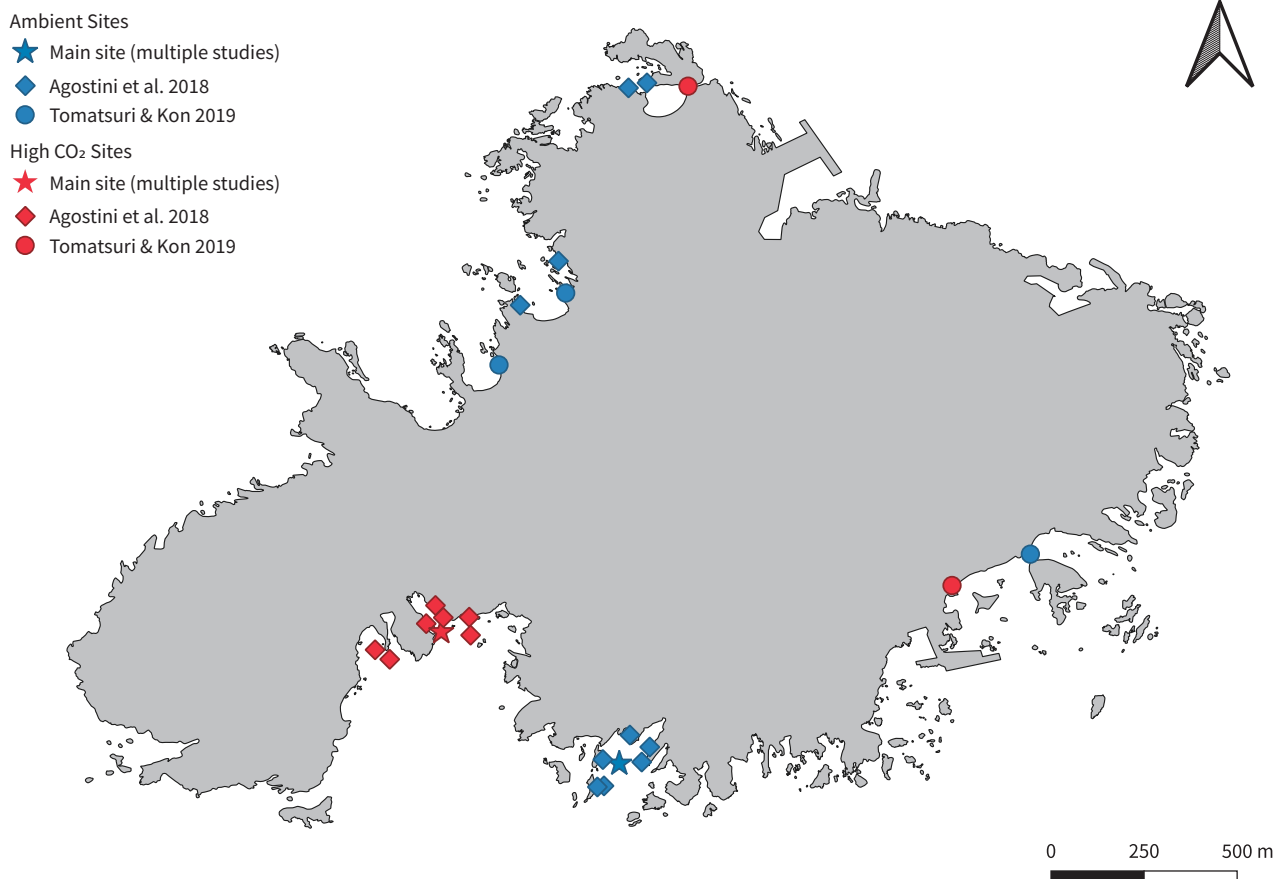 Ambient Sites
Main site (multiple studies)
Agostini et al. 2018
Tomatsuri & Kon 2019
High CO₂ Sites
Main site (multiple studies)
Agostini et al. 2018
Tomatsuri & Kon 2019
0 250 500 m